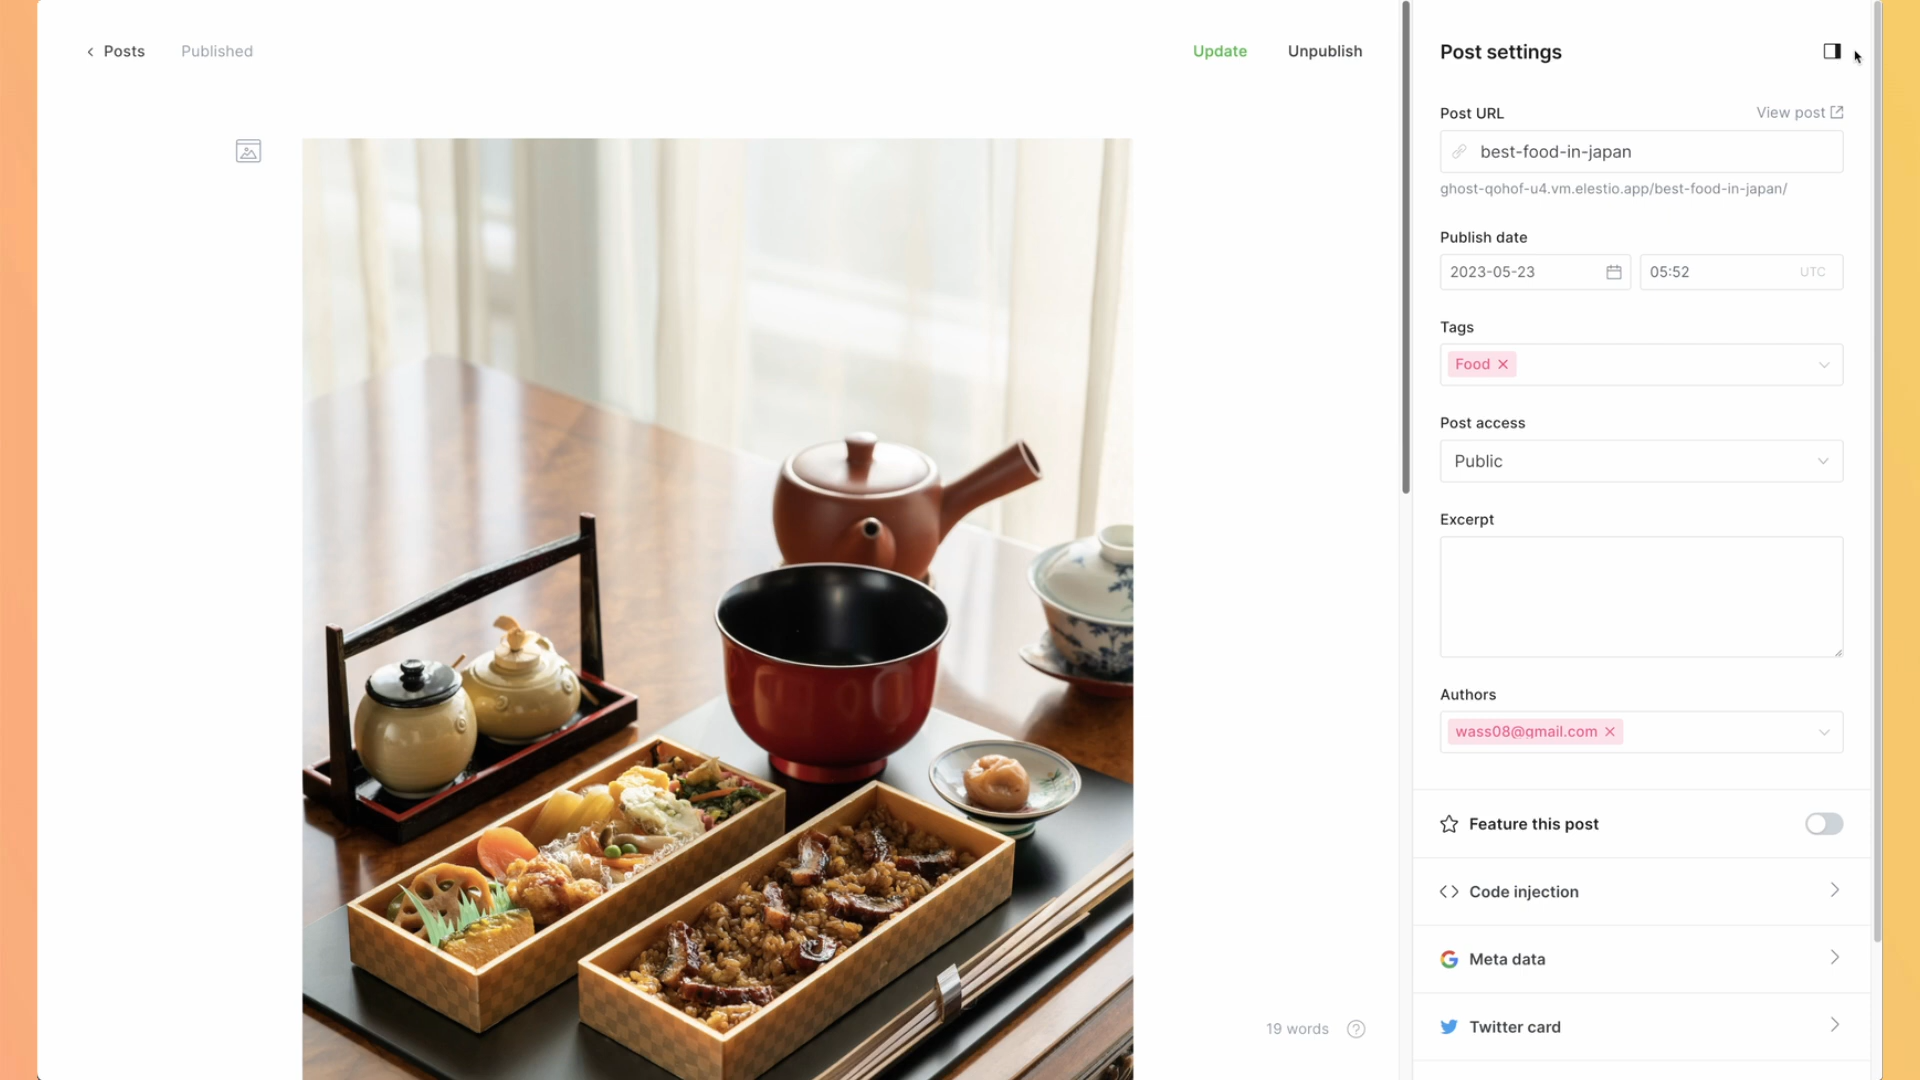 Posts
Published
Update
Unpublish
Post settings
Post URL
View post
best-food-in-japan
ghost-qohof-u4.vm.elestio.app/best-food-in-japan/
Publish date
2023-05-23
05:52
UTC
Tags
Food
Post access
Public
Excerpt
Authors
wass08@gmail.com
Feature this post
Code injection
Meta data
Twitter card
19 words